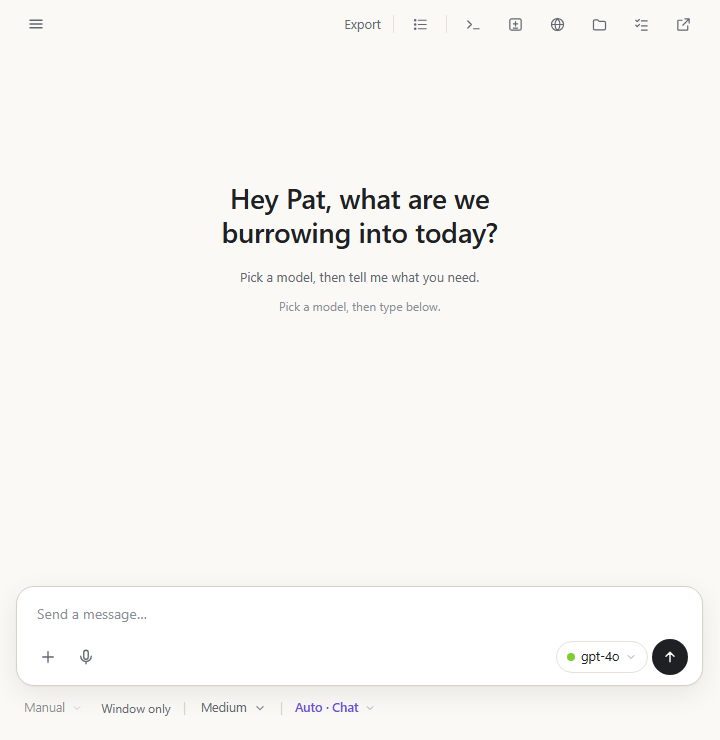 Export
Hey Pat, what are we
burrowing into today?
Pick a model, then tell me what you need.
Pick a model, then type below.
Send a message...
gpt-4o
Manual Window only Medium Auto · Chat